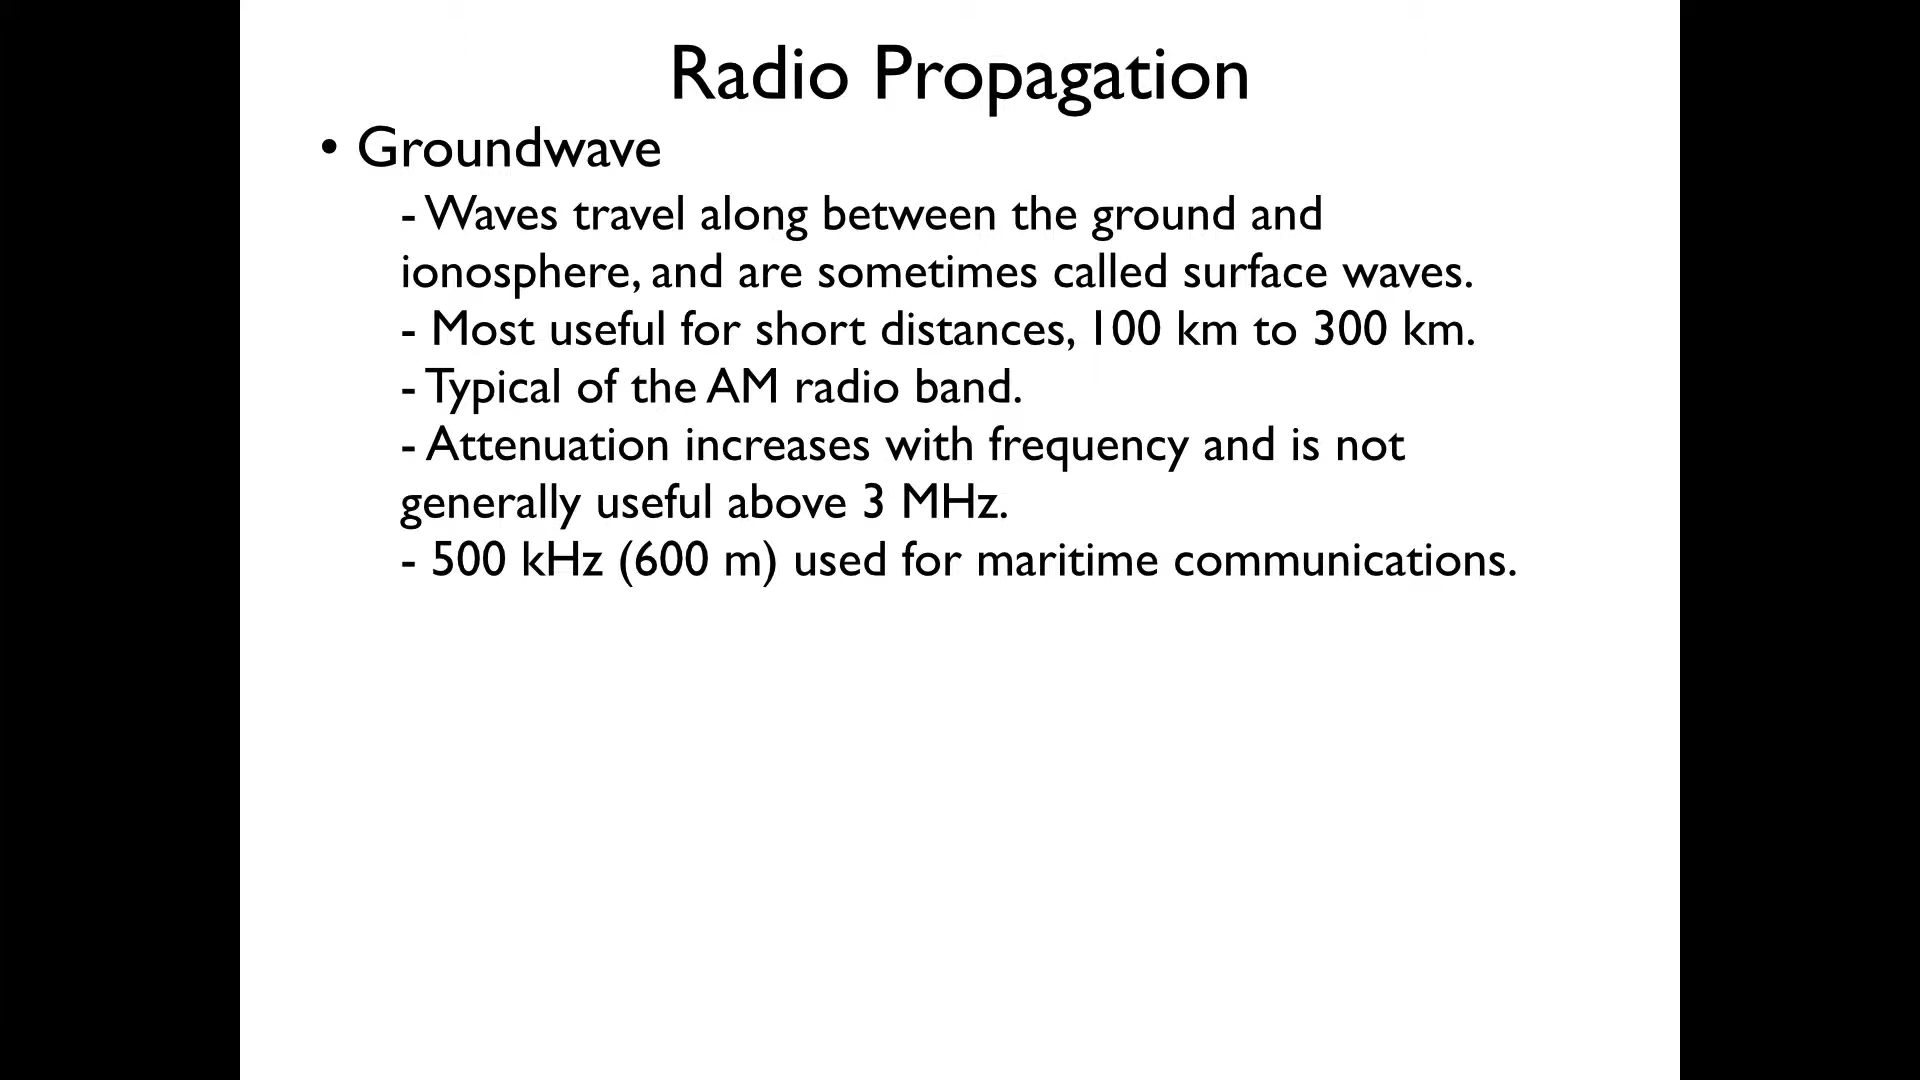 Radio Propagation
• Groundwave
- Waves travel along between the ground and
ionosphere, and are sometimes called surface waves.
- Most useful for short distances, 100 km to 300 km.
- Typical of the AM radio band.
- Attenuation increases with frequency and is not
generally useful above 3 MHz.
- 500 kHz (600 m) used for maritime communications.